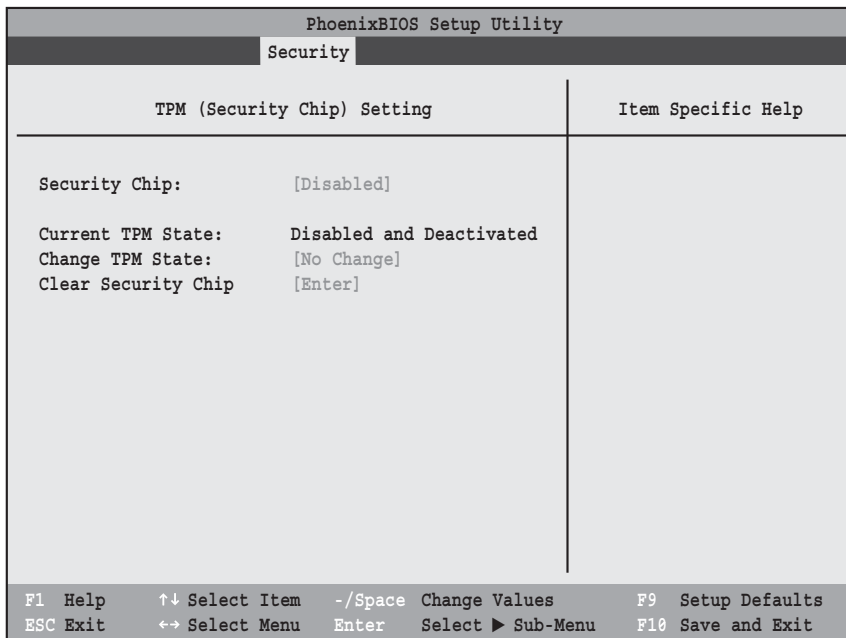 PhoenixBIOS Setup Utility
Security
TPM (Security Chip) Setting
Item Specific Help
Security Chip: [Disabled]
Current TPM State: Disabled and Deactivated
Change TPM State: [No Change]
Clear Security Chip [Enter]
F1 Help ↑↓ Select Item -/Space Change Values F9 Setup Defaults
ESC Exit ←→ Select Menu Enter Select ▶ Sub-Menu F10 Save and Exit